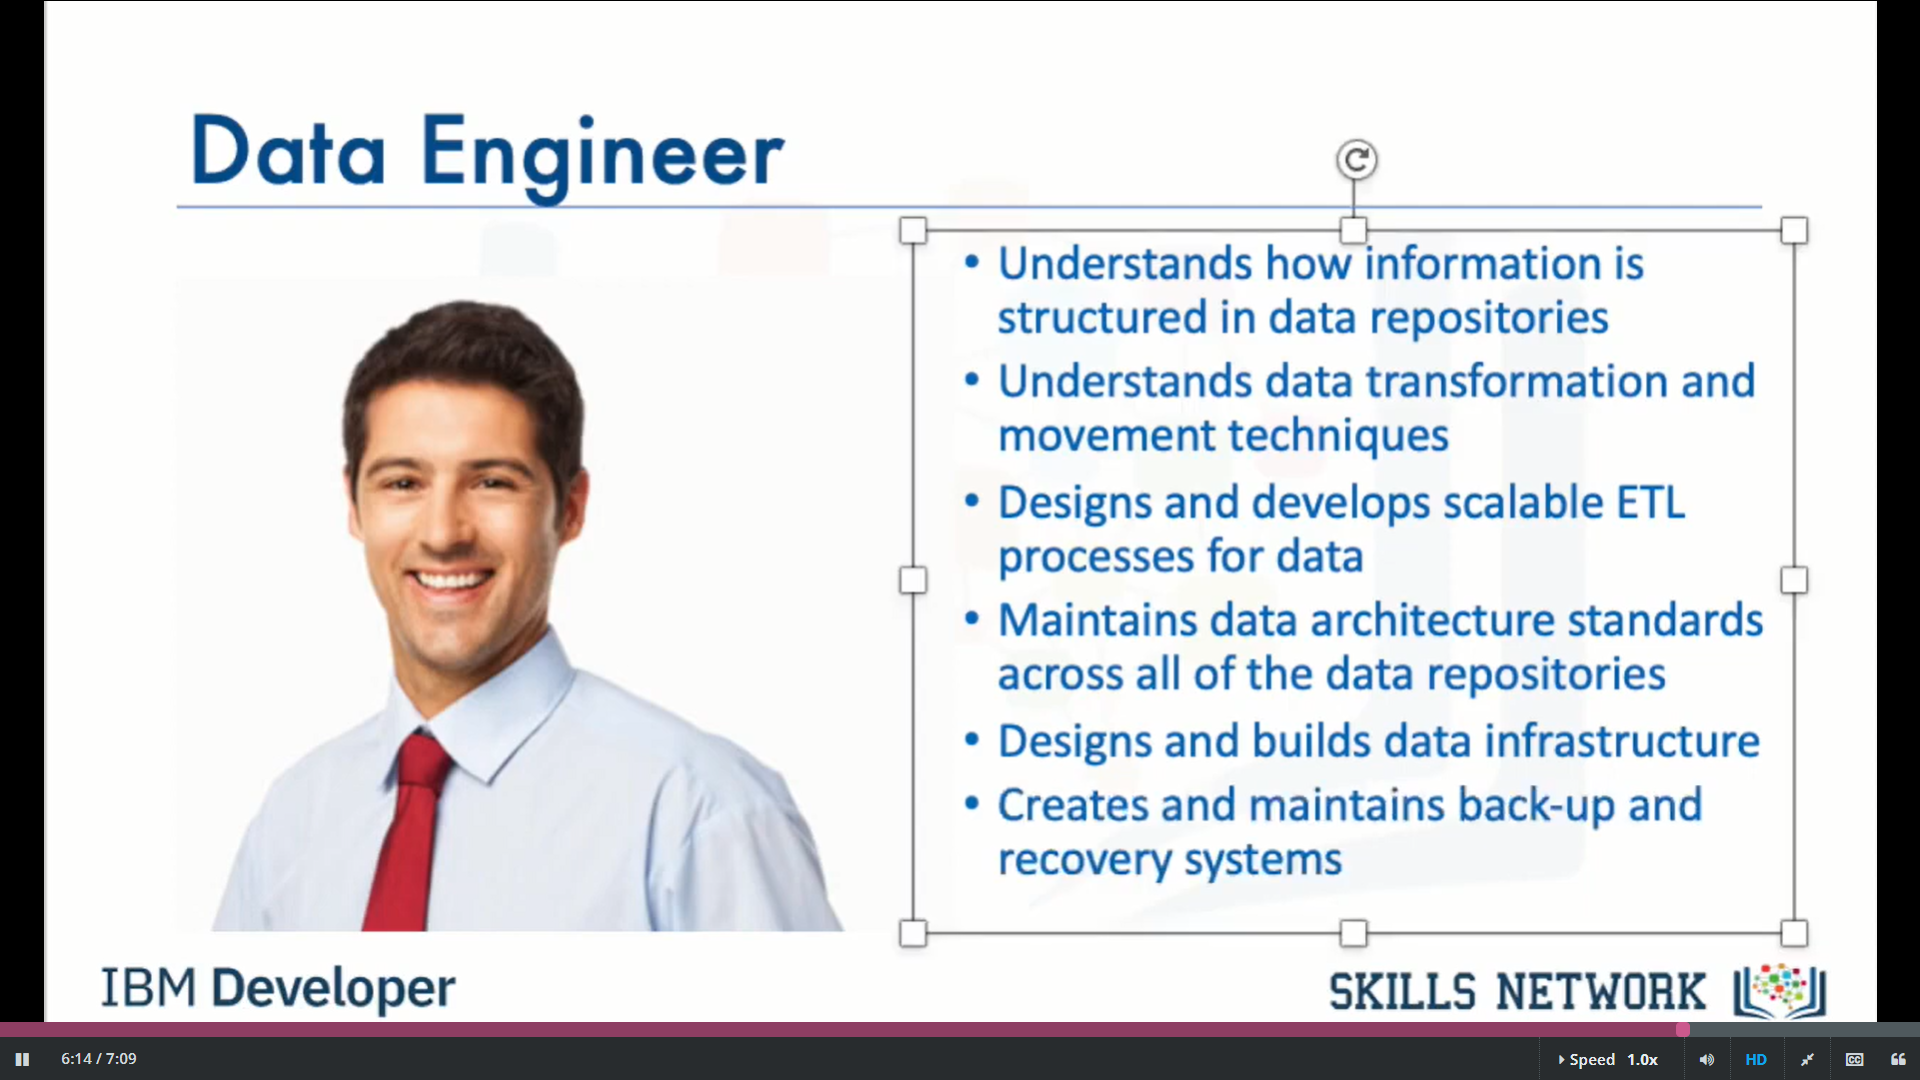 Data Engineer
• Understands how information is
structured in data repositories
• Understands data transformation and
movement techniques
• Designs and develops scalable ETL
processes for data
• Maintains data architecture standards
across all of the data repositories
• Designs and builds data infrastructure
• Creates and maintains back-up and
recovery systems
IBM Developer
SKILLS NETWORK
6:14 / 7:09
Speed 1.0x
HD
CC